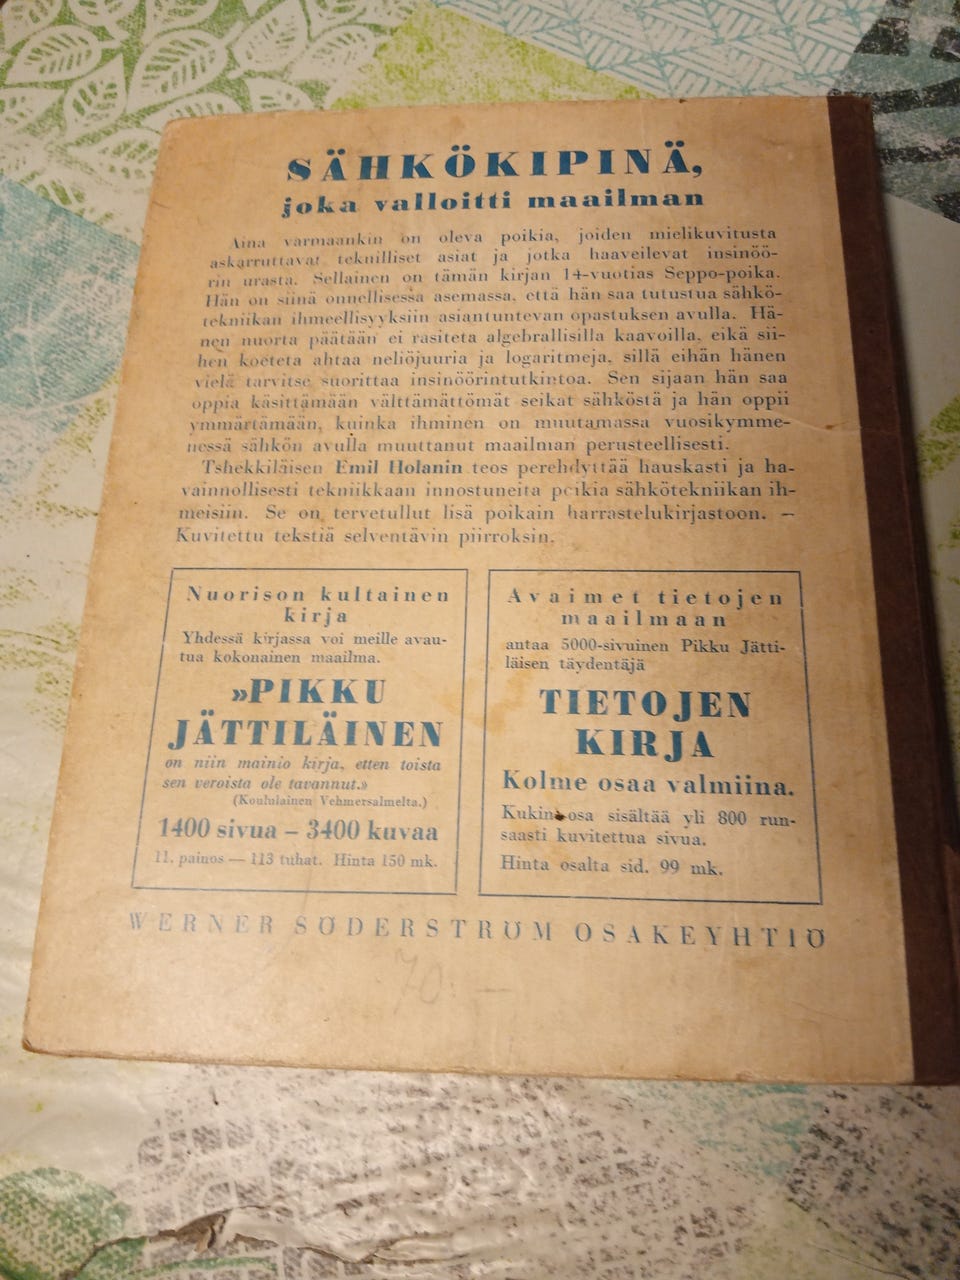 SÄHKÖKIPINÄ,
joka valloitti maailman
Aina varmaankin on oleva poikia, joiden mielikuvitusta
askarruttavat teknilliset asiat ja jotka haaveilevat insinöö-
rin urasta. Sellainen on tämän kirjan 14-vuotias Seppo-poika.
Hän on siinä onnellisessa asemassa, että hän saa tutustua sähkö-
tekniikan ihmeellisyyksiin asiantuntevan opastuksen avulla. Hä-
nen nuorta päätään ei rasiteta algebrallisilla kaavoilla, eikä sii-
hen koeteta ahtaa neliöjuuria ja logaritmeja, sillä eihän hänen
vielä tarvitse suorittaa insinöörintutkintoa. Sen sijaan hän saa
oppia käsittämään välttämättömät seikat sähköstä ja hän oppii
ymmärtämään, kuinka ihminen on muutamassa vuosikymme-
nessä sähkön avulla muuttanut maailman perusteellisesti.
Tshekkiläisen Emil Holanin teos perehdyttää hauskasti ja ha-
vainnollisesti tekniikkaan innostuneita poikia sähkötekniikan ih-
meisiin. Se on tervetullut lisä poikain harrastelukirjastoon. —
Kuvitettu tekstiä selventävin piirroksin.
Nuorison kultainen
kirja
Yhdessä kirjassa voi meille avau-
tua kokonainen maailma.
»PIKKU
JÄTTILÄINEN
on niin mainio kirja, etten toista
sen veroista ole tavannut.»
(Koululainen Vehmersalmelta.)
1400 sivua – 3400 kuvaa
11. painos — 113 tuhat. Hinta 150 mk.
Avaimet tietojen
maailmaan
antaa 5000-sivuinen Pikku Jätti-
läisen täydentäjä
TIETOJEN
KIRJA
Kolme osaa valmiina.
Kukin osa sisältää yli 800 run-
saasti kuvitettua sivua.
Hinta osalta sid. 99 mk.
WERNER SÖDERSTRÖM OSAKEYHTIÖ
70: —